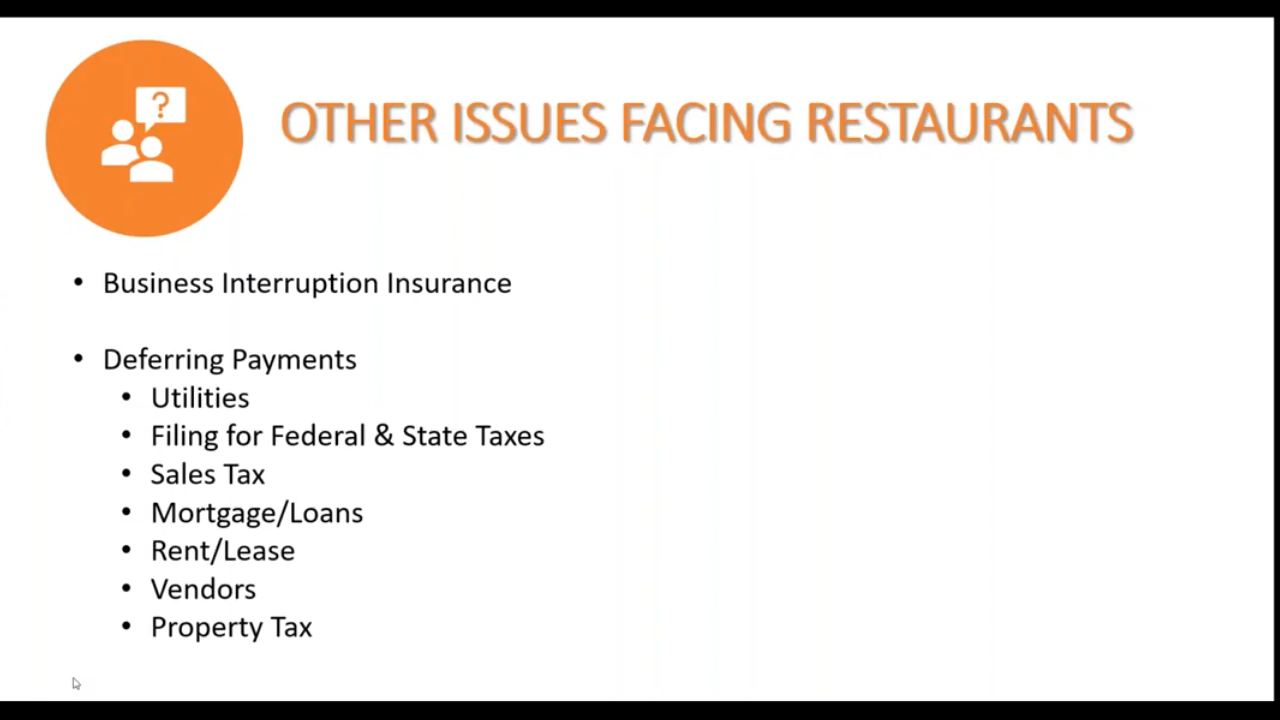 ?
OTHER ISSUES FACING RESTAURANTS
• Business Interruption Insurance
• Deferring Payments
• Utilities
• Filing for Federal & State Taxes
• Sales Tax
• Mortgage/Loans
• Rent/Lease
• Vendors
• Property Tax